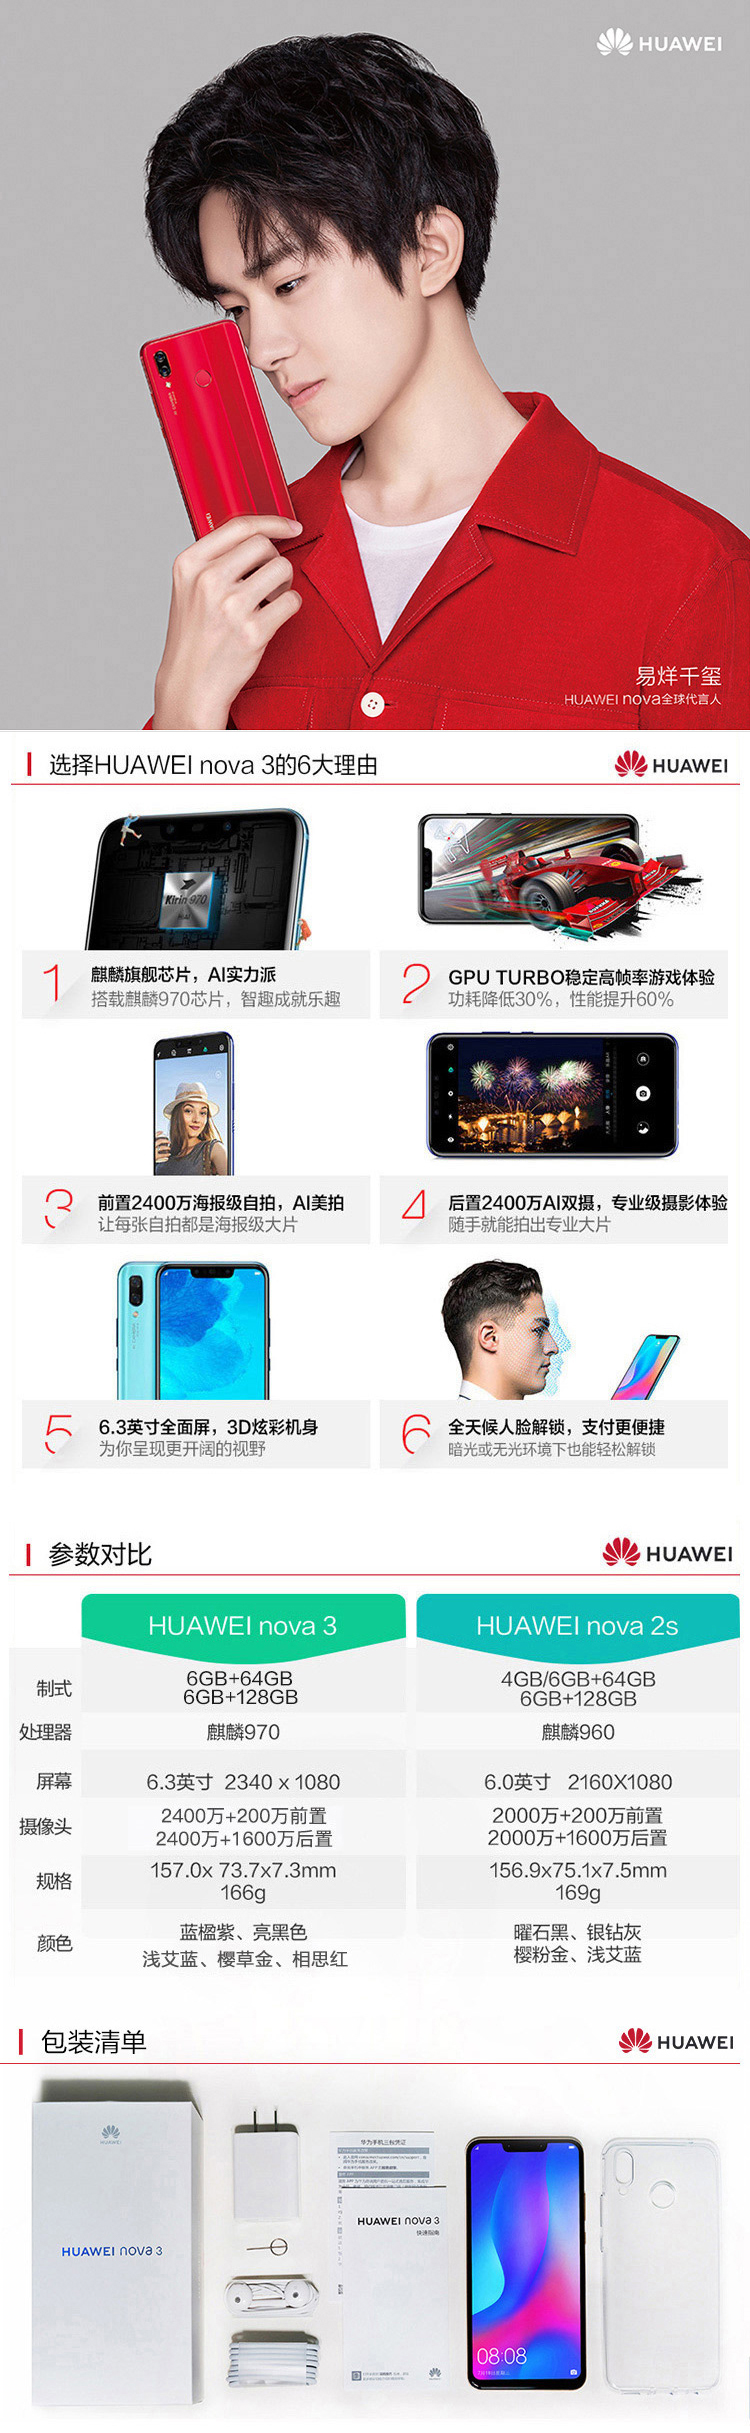 HUAWEI
易烊千玺
HUAWEI nova全球代言人
选择HUAWEI nova 3的6大理由
HUAWEI
Kirin 970
1
麒麟旗舰芯片，AI实力派
搭载麒麟970芯片，智趣成就乐趣
2
GPU TURBO稳定高帧率游戏体验
功耗降低30%，性能提升60%
3
前置2400万海报级自拍，AI美拍
让每张自拍都是海报级大片
4
后置2400万AI双摄，专业级摄影体验
随手就能拍出专业大片
5
6.3英寸全面屏，3D炫彩机身
为你呈现更开阔的视野
6
全天候人脸解锁，支付更便捷
暗光或无光环境下也能轻松解锁
参数对比
HUAWEI
HUAWEI nova 3
HUAWEI nova 2s
制式
6GB+64GB
6GB+128GB
4GB/6GB+64GB
6GB+128GB
处理器
麒麟970
麒麟960
屏幕
6.3英寸 2340 x 1080
6.0英寸 2160X1080
摄像头
2400万+200万前置
2400万+1600万后置
2000万+200万前置
2000万+1600万后置
规格
157.0x 73.7x7.3mm
166g
156.9x75.1x7.5mm
169g
颜色
蓝楹紫、亮黑色
浅艾蓝、樱草金、相思红
曜石黑、银钻灰
樱粉金、浅艾蓝
包装清单
HUAWEI
HUAWEI
HUAWEI nova 3
华为手机三包凭证
HUAWEI nova 3
快速指南
08:08